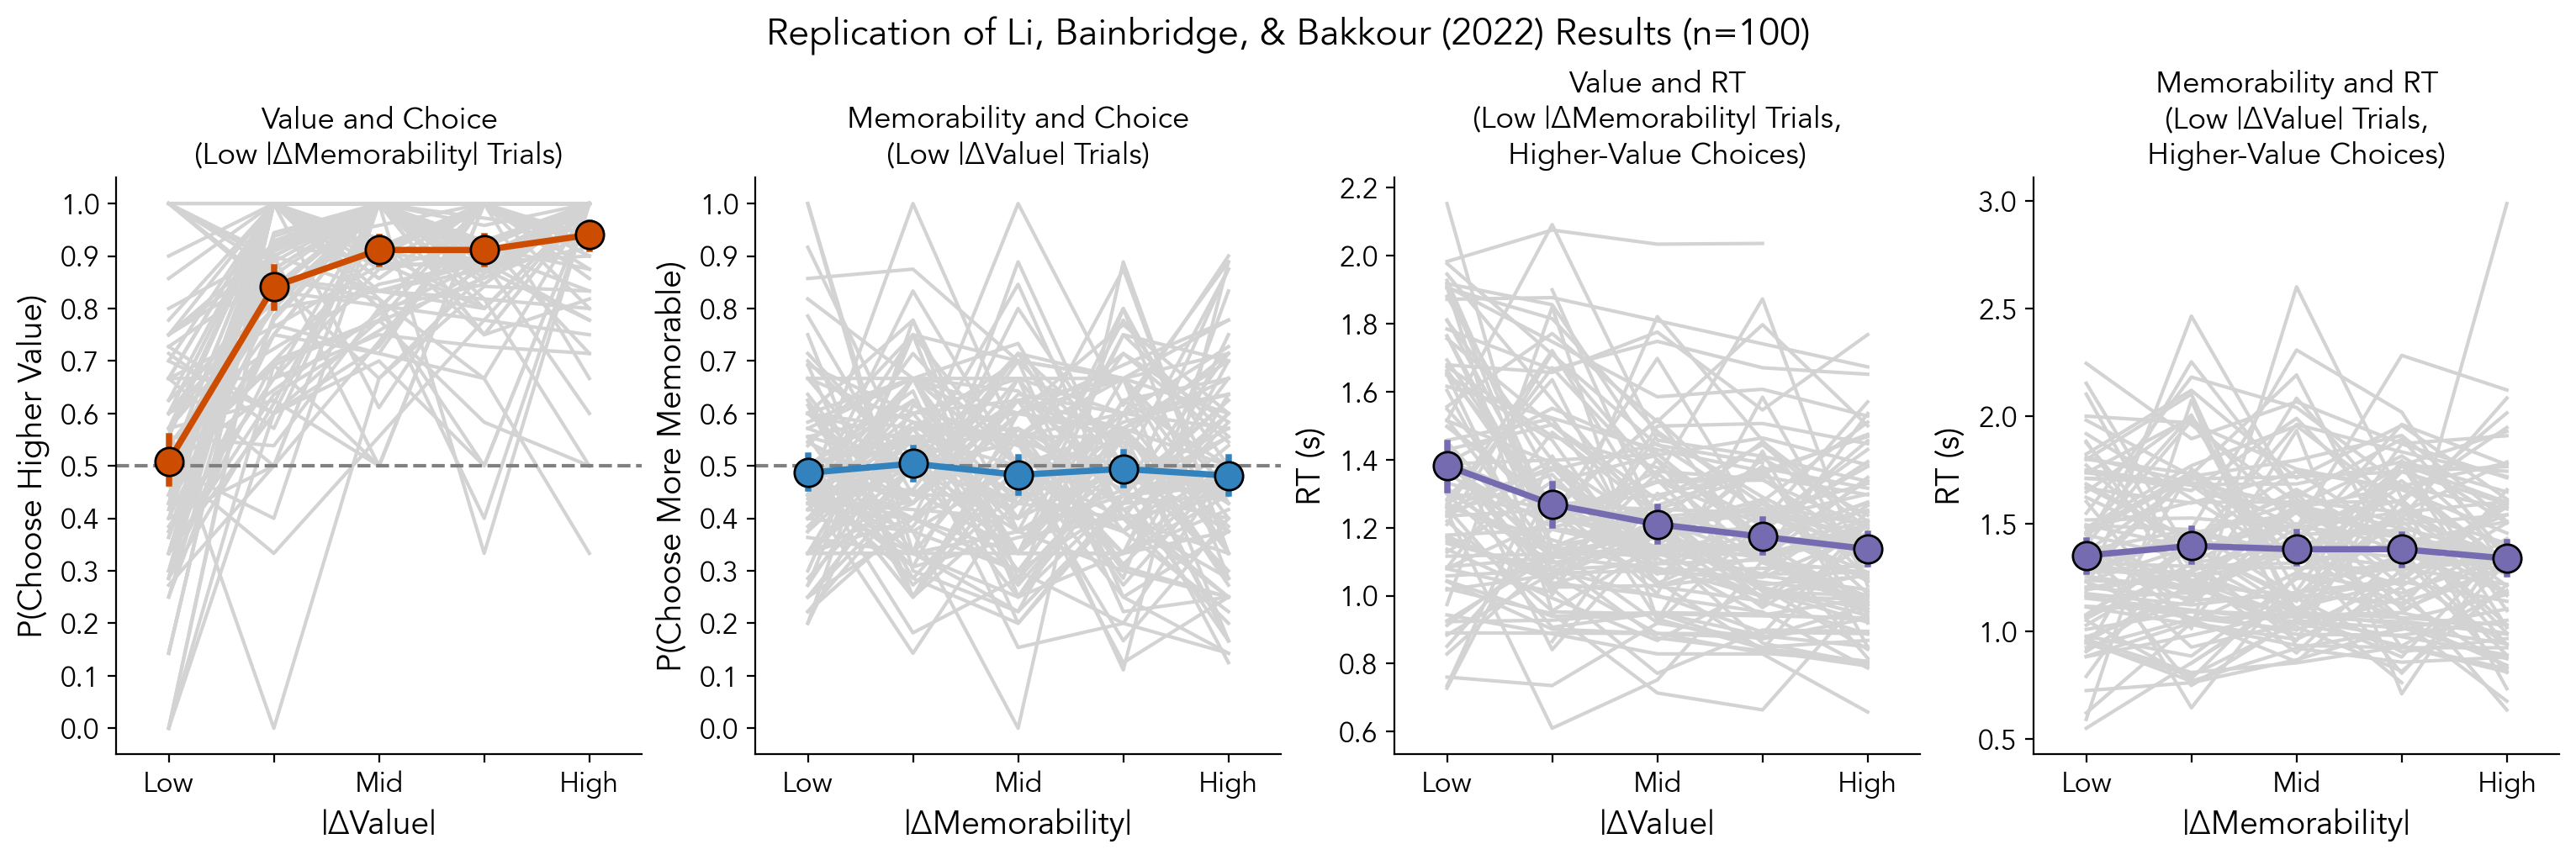 Replication of Li, Bainbridge, & Bakkour (2022) Results (n=100)
Value and Choice
(Low |ΔMemorability| Trials)
P(Choose Higher Value)
1.0
0.9
0.8
0.7
0.6
0.5
0.4
0.3
0.2
0.1
0.0
Low
Mid
High
|ΔValue|
Memorability and Choice
(Low |ΔValue| Trials)
P(Choose More Memorable)
1.0
0.9
0.8
0.7
0.6
0.5
0.4
0.3
0.2
0.1
0.0
Low
Mid
High
|ΔMemorability|
Value and RT
(Low |ΔMemorability| Trials,
Higher-Value Choices)
RT (s)
2.2
2.0
1.8
1.6
1.4
1.2
1.0
0.8
0.6
Low
Mid
High
|ΔValue|
Memorability and RT
(Low |ΔValue| Trials,
Higher-Value Choices)
RT (s)
3.0
2.5
2.0
1.5
1.0
0.5
Low
Mid
High
|ΔMemorability|